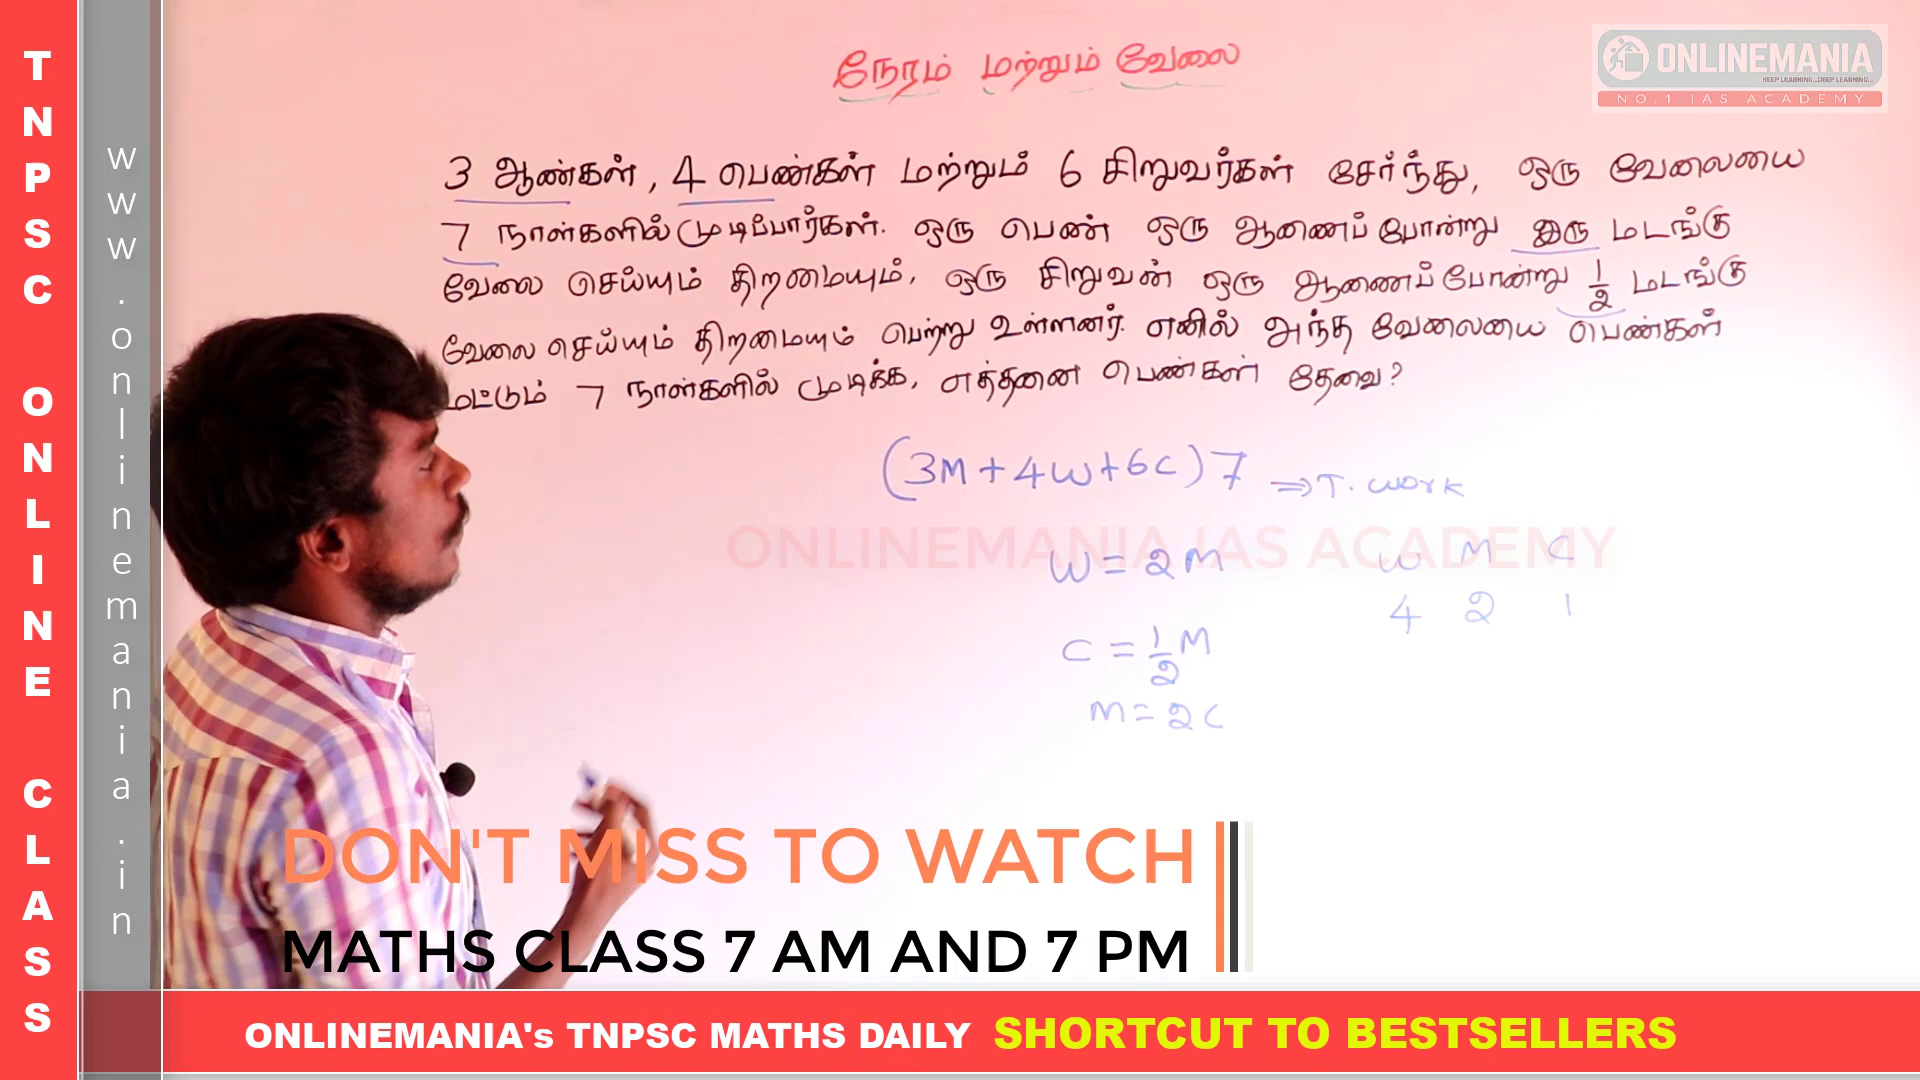 TNPSC ONLINE CLASS
www.onlinemania.in
ONLINEMANIA
KEEP LEARNING...DEEP LEARNING...
NO.1 IAS ACADEMY
நேரம் மற்றும் வேலை
3 ஆண்கள், 4 பெண்கள் மற்றும் 6 சிறுவர்கள் சேர்ந்து, ஒரு வேலையை
7 நாள்களில் முடிப்பார்கள். ஒரு பெண் ஒரு ஆணைப் போன்று இரு மடங்கு
வேலை செய்யும் திறமையும், ஒரு சிறுவன் ஒரு ஆணைப் போன்று 1/2 மடங்கு
வேலை செய்யும் திறமையும் பெற்று உள்ளனர். எனில் அந்த வேலையை பெண்கள்
மட்டும் 7 நாள்களில் முடிக்க, எத்தனை பெண்கள் தேவை?
(3M+4W+6C)7 ⇒ T. work
ONLINEMANIA IAS ACADEMY
W = 2M
W M C
4 2 1
C = 1/2 M
M = 2C
DON'T MISS TO WATCH
MATHS CLASS 7 AM AND 7 PM
ONLINEMANIA's TNPSC MATHS DAILY SHORTCUT TO BESTSELLERS